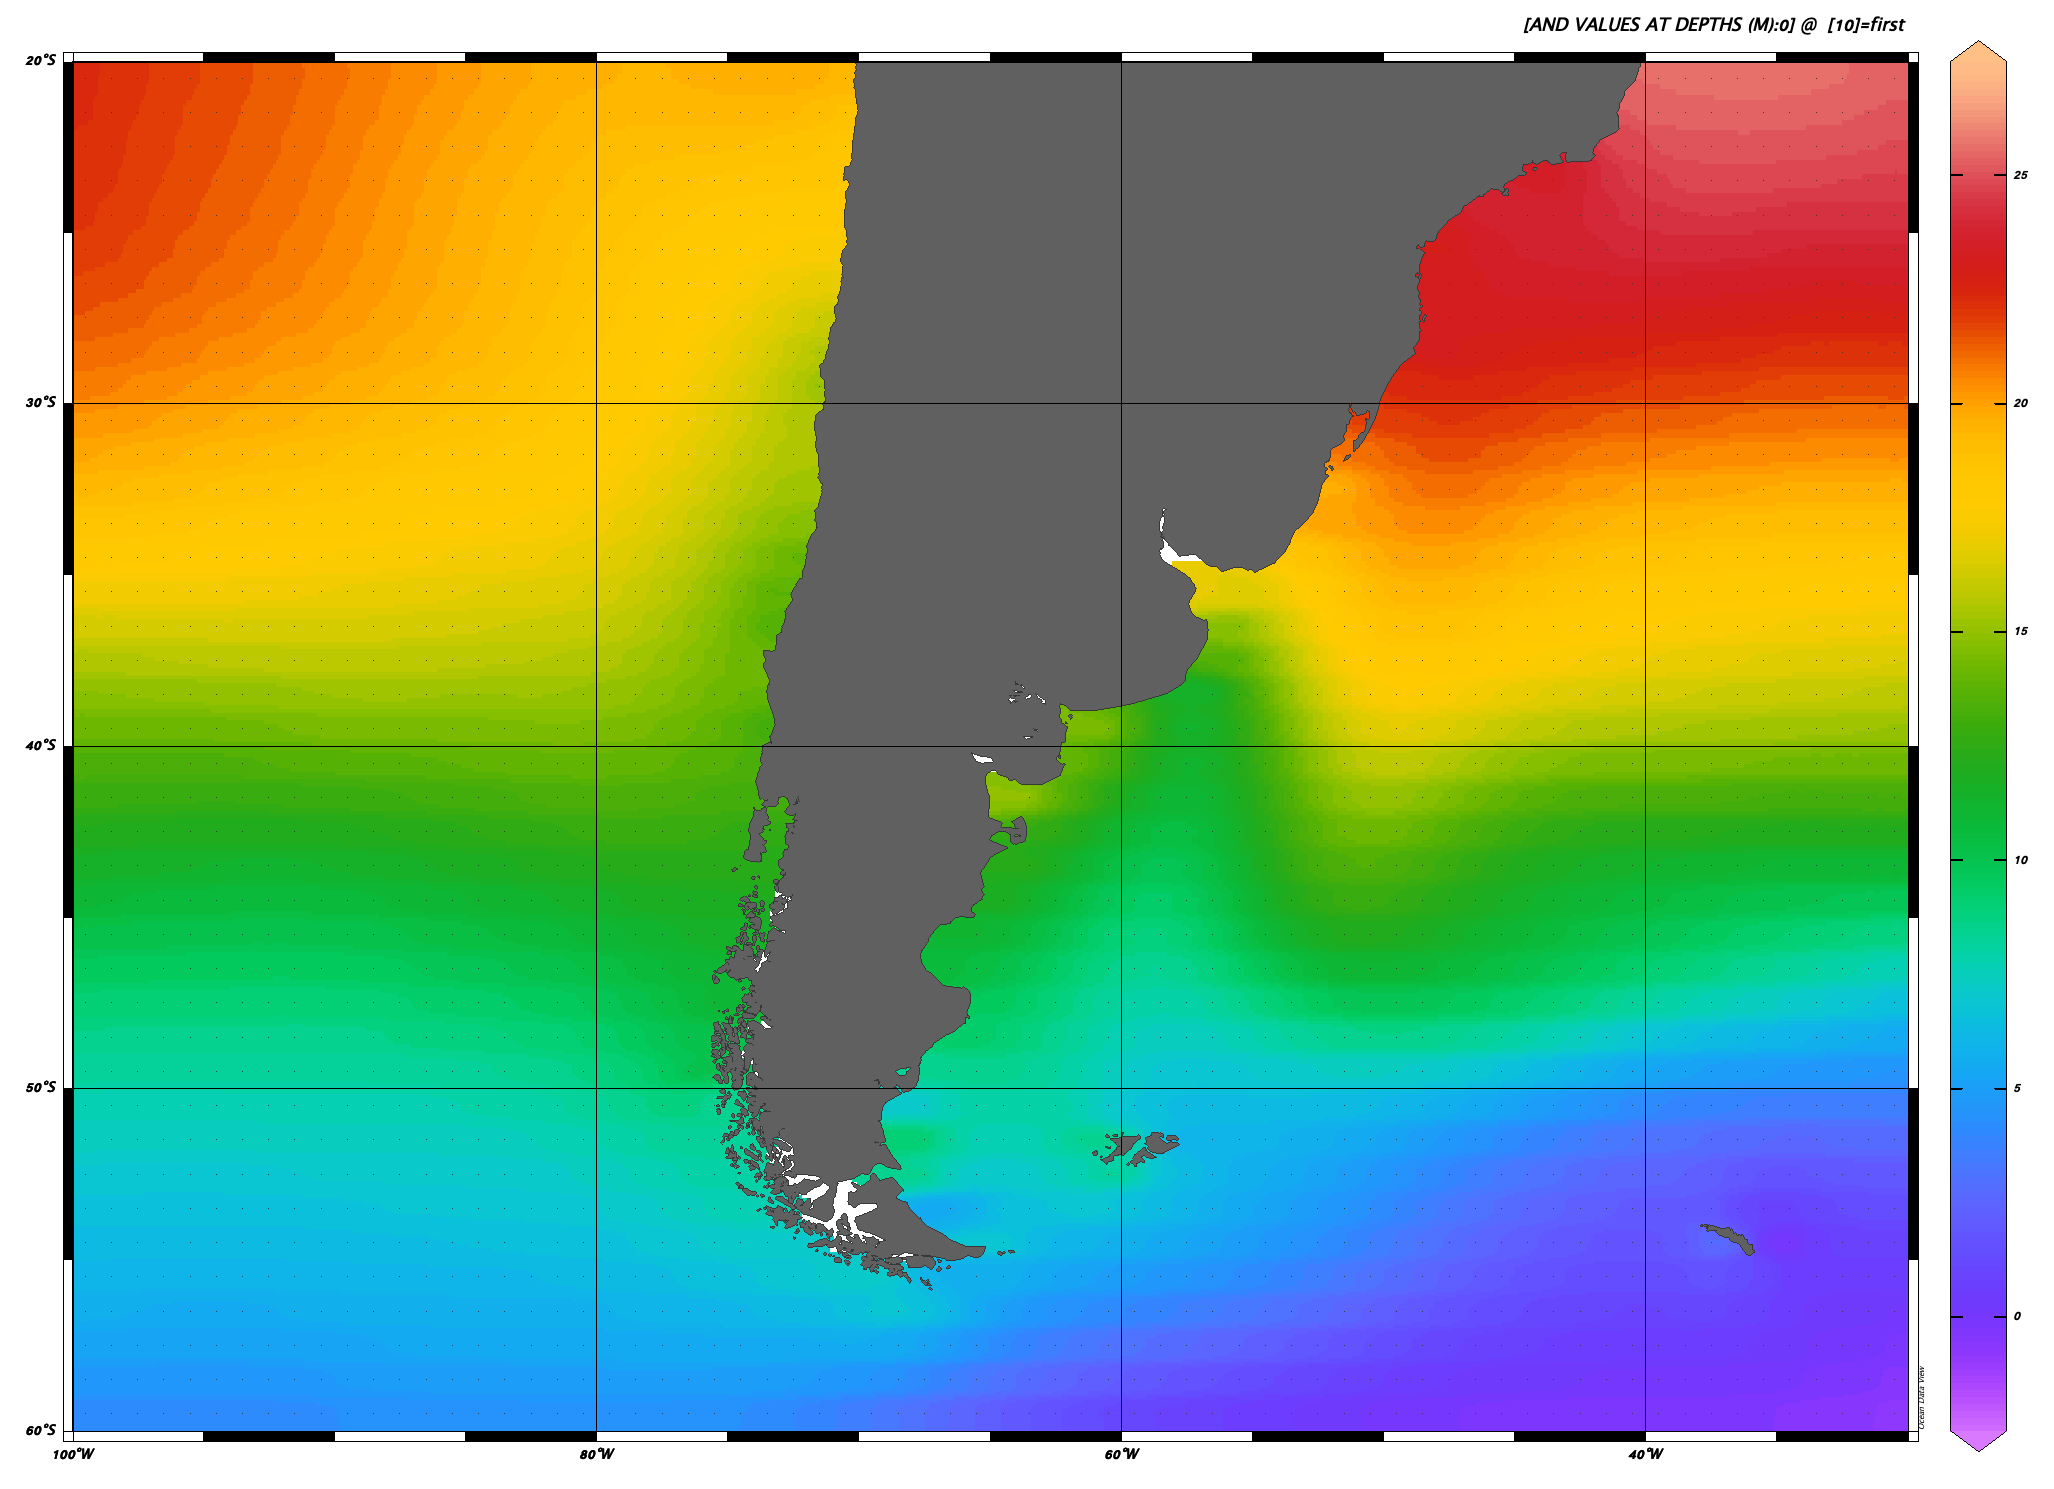 [AND VALUES AT DEPTHS (M):0] @ [10]=first
20°S
30°S
40°S
50°S
60°S
100°W
80°W
60°W
40°W
25
20
15
10
5
0
Ocean Data View